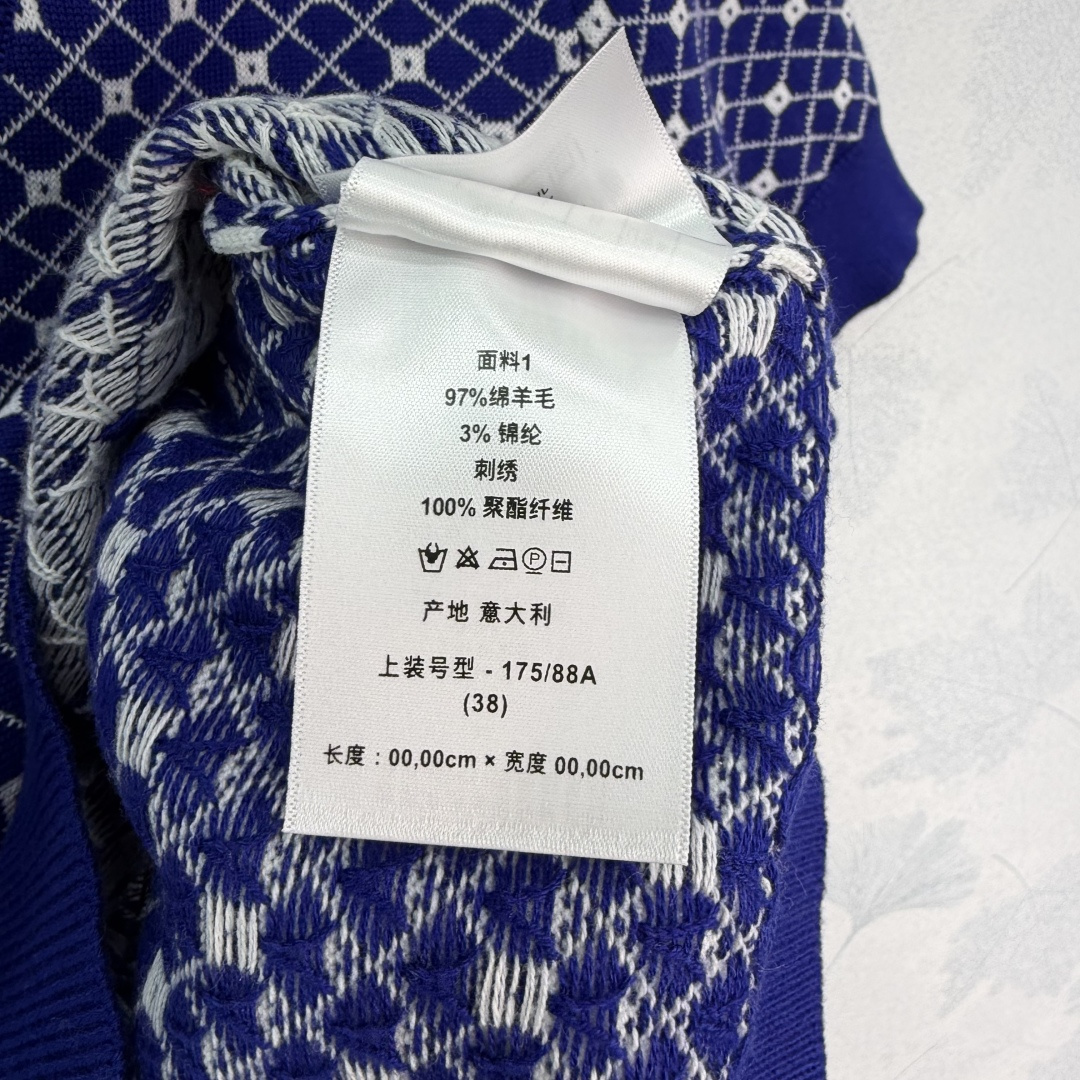 面料1
97%绵羊毛
3% 锦纶
刺绣
100% 聚酯纤维
P
产地 意大利
上装号型 - 175/88A
(38)
长度：00,00cm × 宽度 00,00cm